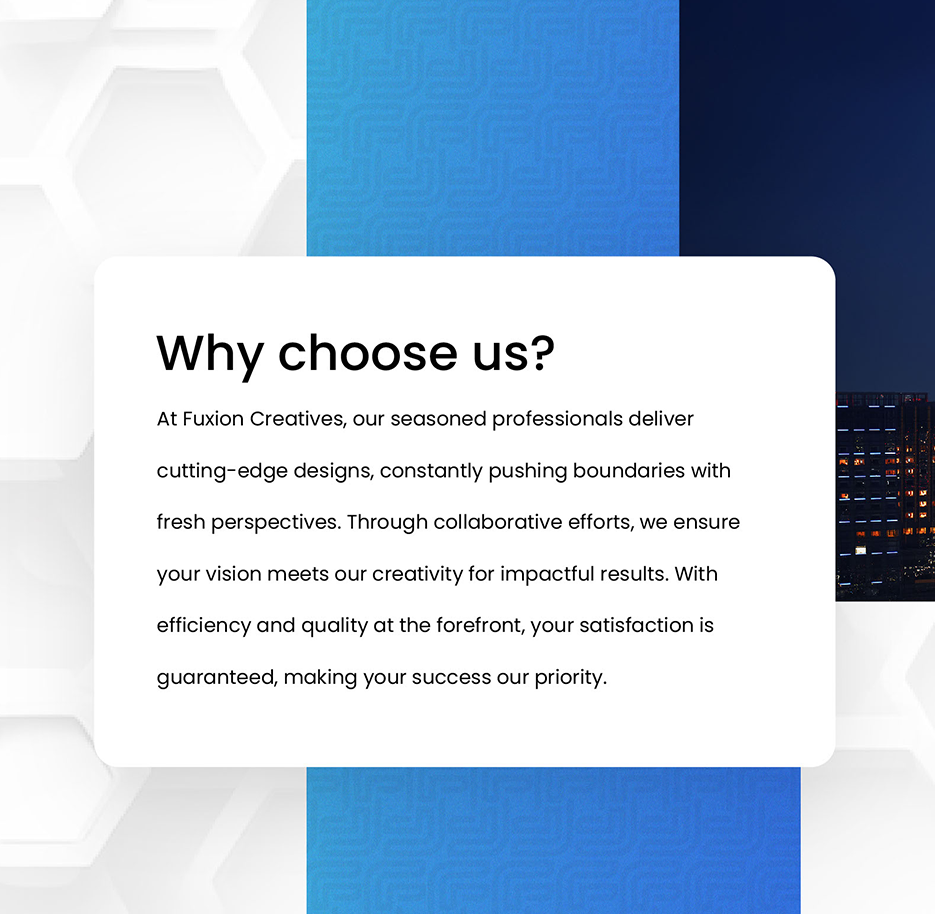 Why choose us?
At Fuxion Creatives, our seasoned professionals deliver
cutting-edge designs, constantly pushing boundaries with
fresh perspectives. Through collaborative efforts, we ensure
your vision meets our creativity for impactful results. With
efficiency and quality at the forefront, your satisfaction is
guaranteed, making your success our priority.